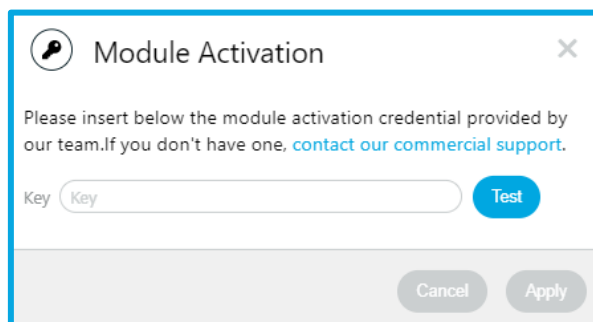 Module Activation
Please insert below the module activation credential provided by
our team.If you don't have one, contact our commercial support.
Key Key Test
Cancel Apply